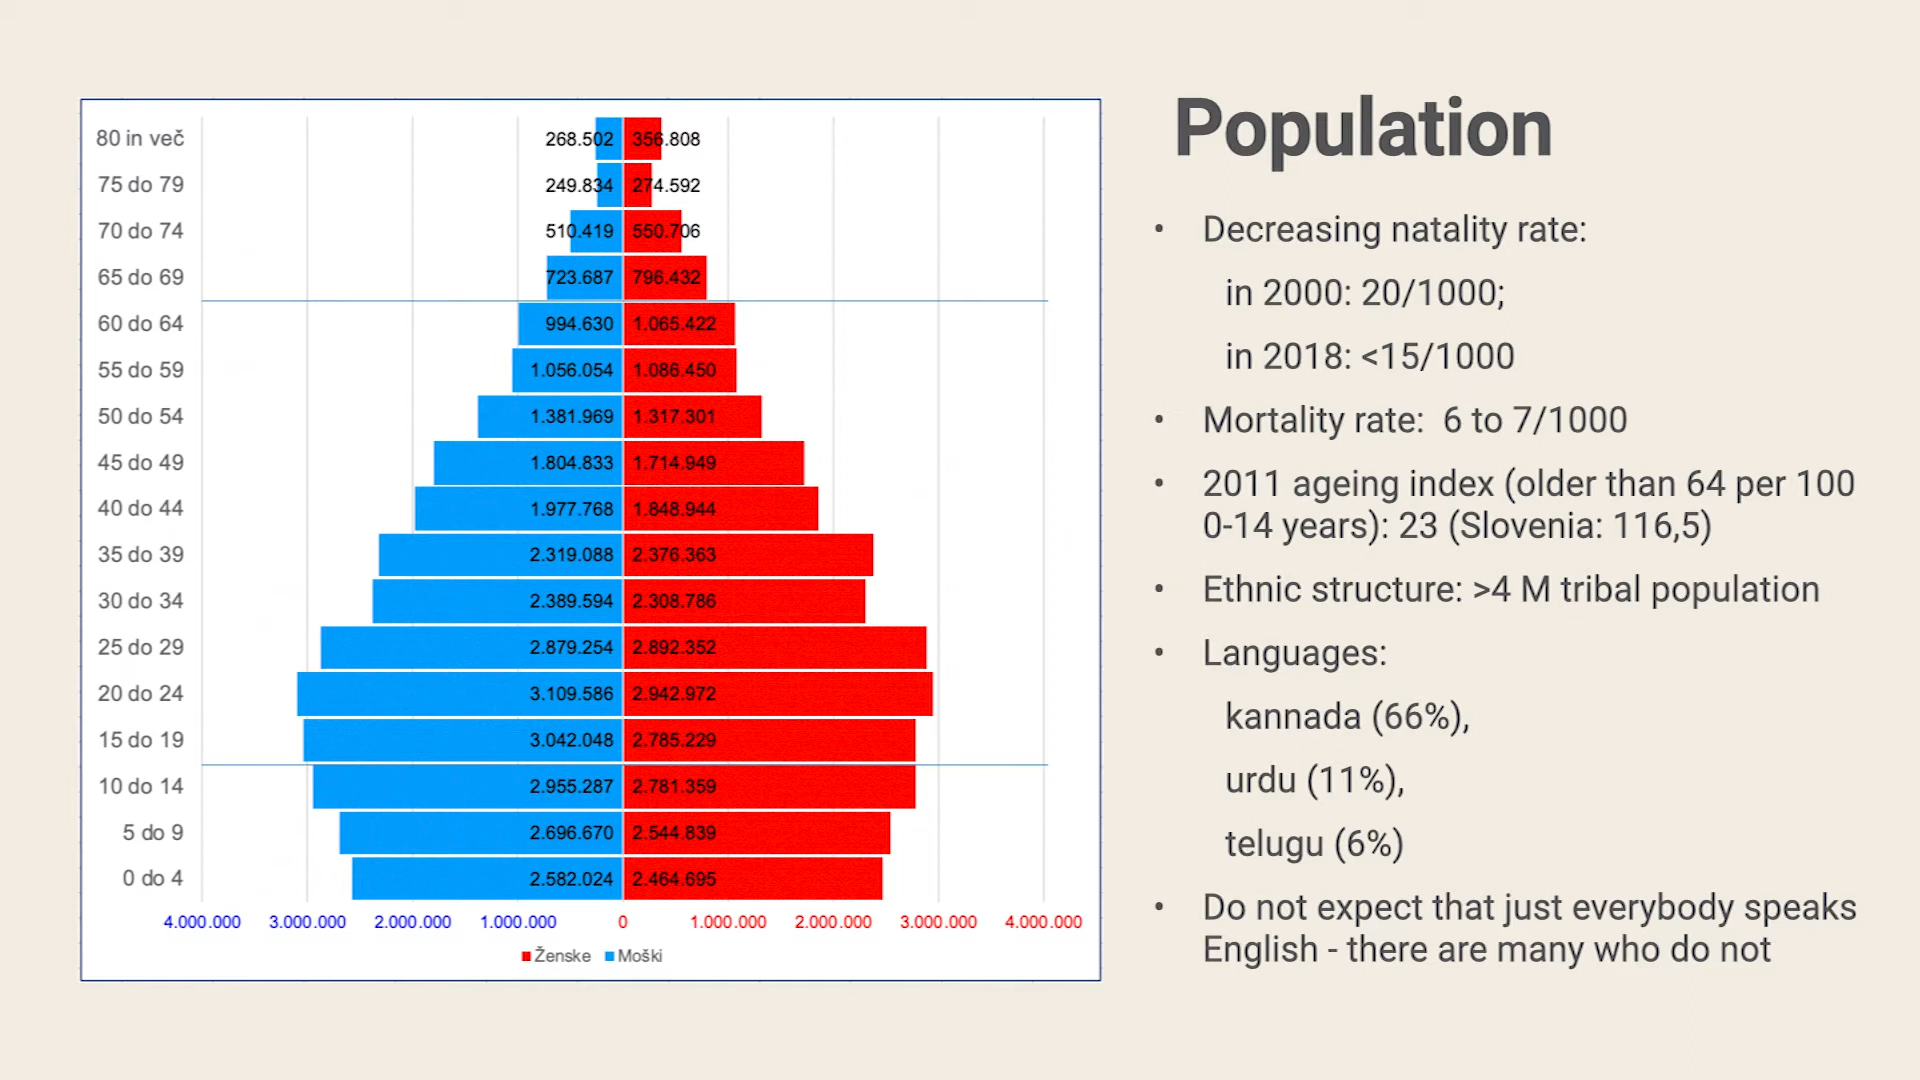 Population
80 in več 268.502 356.808
75 do 79 249.834 274.592
70 do 74 510.419 550.706
65 do 69 723.687 796.432
60 do 64 994.630 1.065.422
55 do 59 1.056.054 1.086.450
50 do 54 1.381.969 1.317.301
45 do 49 1.804.833 1.714.949
40 do 44 1.977.768 1.848.944
35 do 39 2.319.088 2.376.363
30 do 34 2.389.594 2.308.786
25 do 29 2.879.254 2.892.352
20 do 24 3.109.586 2.942.972
15 do 19 3.042.048 2.785.229
10 do 14 2.955.287 2.781.359
5 do 9 2.696.670 2.544.839
0 do 4 2.582.024 2.464.695
4.000.000 3.000.000 2.000.000 1.000.000 0 1.000.000 2.000.000 3.000.000 4.000.000
Ženske Moški
• Decreasing natality rate:
in 2000: 20/1000;
in 2018: <15/1000
• Mortality rate: 6 to 7/1000
• 2011 ageing index (older than 64 per 100
0-14 years): 23 (Slovenia: 116,5)
• Ethnic structure: >4 M tribal population
• Languages:
kannada (66%),
urdu (11%),
telugu (6%)
• Do not expect that just everybody speaks
English - there are many who do not